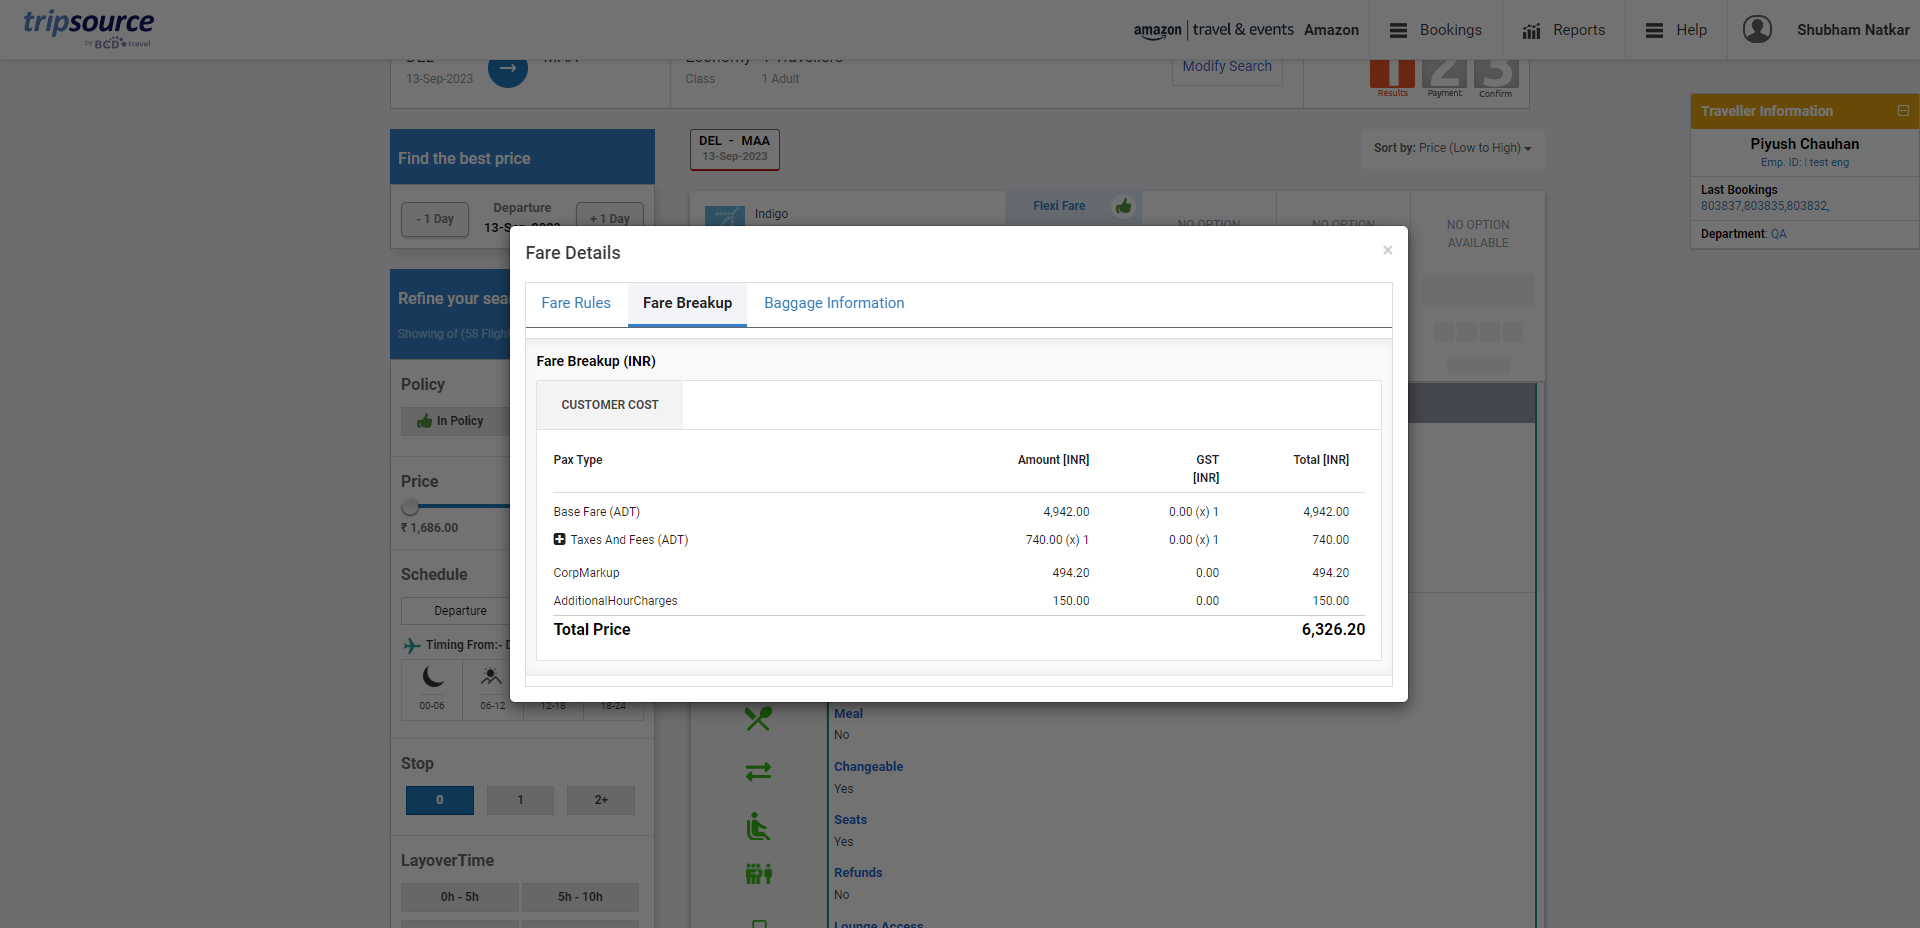 tripsource
by BCD travel
amazon | travel & events Amazon
Bookings
Reports
Help
Shubham Natkar
13-Sep-2023
Class
1 Adult
Modify Search
1 2 3
Results Payment Confirm
Traveller Information
Piyush Chauhan
Emp. ID: | test eng
Last Bookings
803837,803835,803832,
Department: QA
Find the best price
- 1 Day
Departure
+ 1 Day
DEL - MAA
13-Sep-2023
Sort by: Price (Low to High)
Indigo
Flexi Fare
NO OPTION
NO OPTION
NO OPTION
AVAILABLE
Refine your sea
Showing of (58 Flight
Policy
In Policy
Price
₹ 1,686.00
Schedule
Departure
Timing From:- D
00-06
06-12
12-18
18-24
Stop
0
1
2+
LayoverTime
0h - 5h
5h - 10h
Fare Details
×
Fare Rules
Fare Breakup
Baggage Information
Fare Breakup (INR)
CUSTOMER COST
Pax Type Amount [INR] GST Total [INR]
[INR]
Base Fare (ADT) 4,942.00 0.00 (x) 1 4,942.00
Taxes And Fees (ADT) 740.00 (x) 1 0.00 (x) 1 740.00
CorpMarkup 494.20 0.00 494.20
AdditionalHourCharges 150.00 0.00 150.00
Total Price 6,326.20
Meal
No
Changeable
Yes
Seats
Yes
Refunds
No
Lounge Access